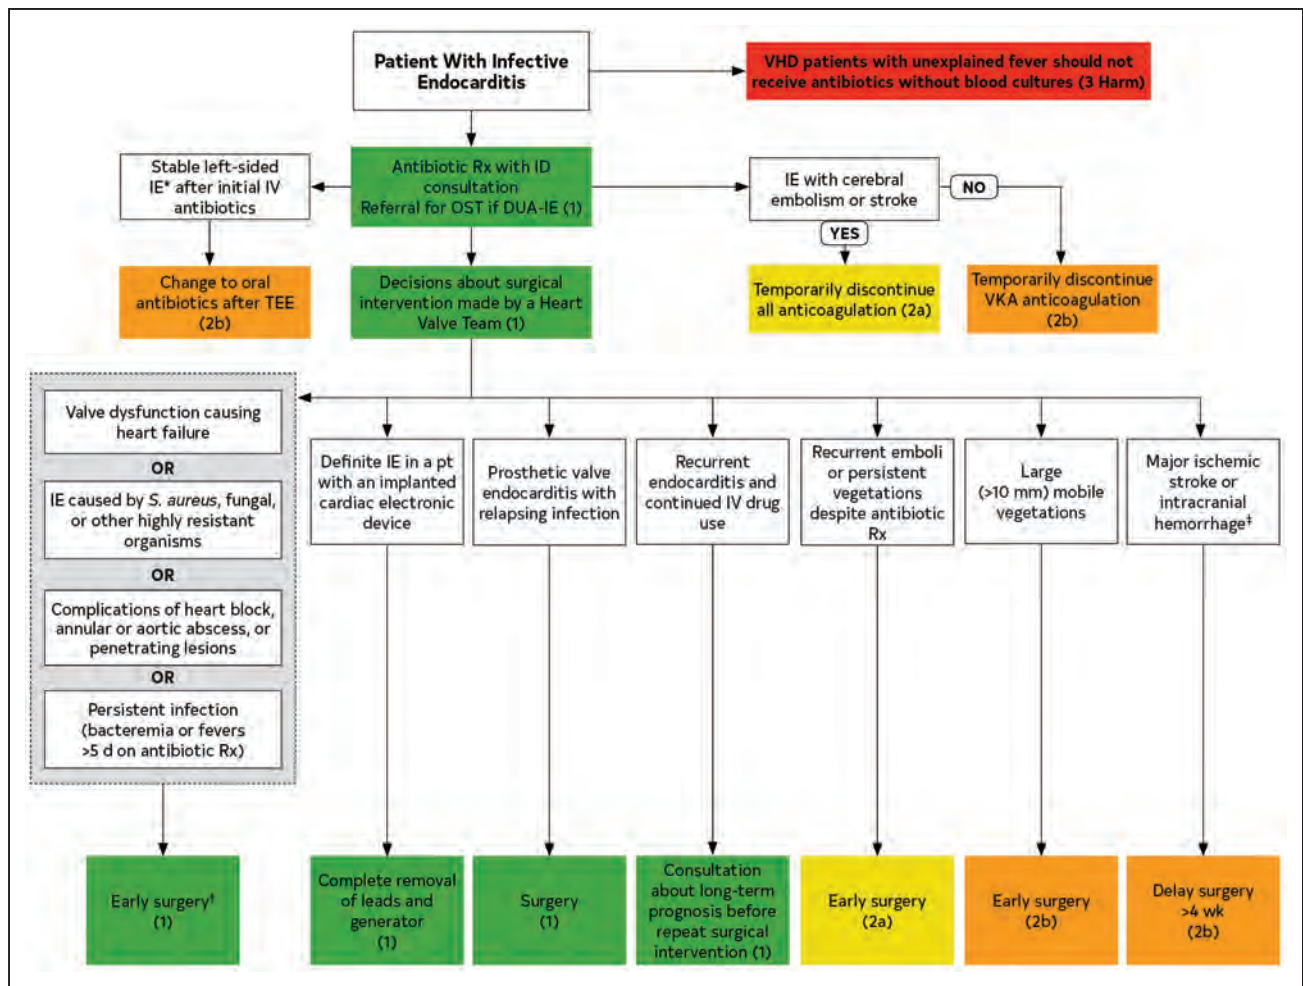 Patient With Infective
Endocarditis
VHD patients with unexplained fever should not
receive antibiotics without blood cultures (3 Harm)
Stable left-sided
IE* after initial IV
antibiotics
Antibiotic Rx with ID
consultation
Referral for OST if DUA-IE (1)
IE with cerebral
embolism or stroke
NO
YES
Change to oral
antibiotics after TEE
(2b)
Decisions about surgical
intervention made by a Heart
Valve Team (1)
Temporarily discontinue
all anticoagulation (2a)
Temporarily discontinue
VKA anticoagulation
(2b)
Valve dysfunction causing
heart failure
OR
IE caused by S. aureus, fungal,
or other highly resistant
organisms
OR
Complications of heart block,
annular or aortic abscess, or
penetrating lesions
OR
Persistent infection
(bacteremia or fevers
>5 d on antibiotic Rx)
Definite IE in a pt
with an implanted
cardiac electronic
device
Prosthetic valve
endocarditis with
relapsing infection
Recurrent
endocarditis and
continued IV drug
use
Recurrent emboli
or persistent
vegetations
despite antibiotic
Rx
Large
(>10 mm) mobile
vegetations
Major ischemic
stroke or
intracranial
hemorrhage‡
Early surgery†
(1)
Complete removal
of leads and
generator
(1)
Surgery
(1)
Consultation
about long-term
prognosis before
repeat surgical
intervention (1)
Early surgery
(2a)
Early surgery
(2b)
Delay surgery
>4 wk
(2b)